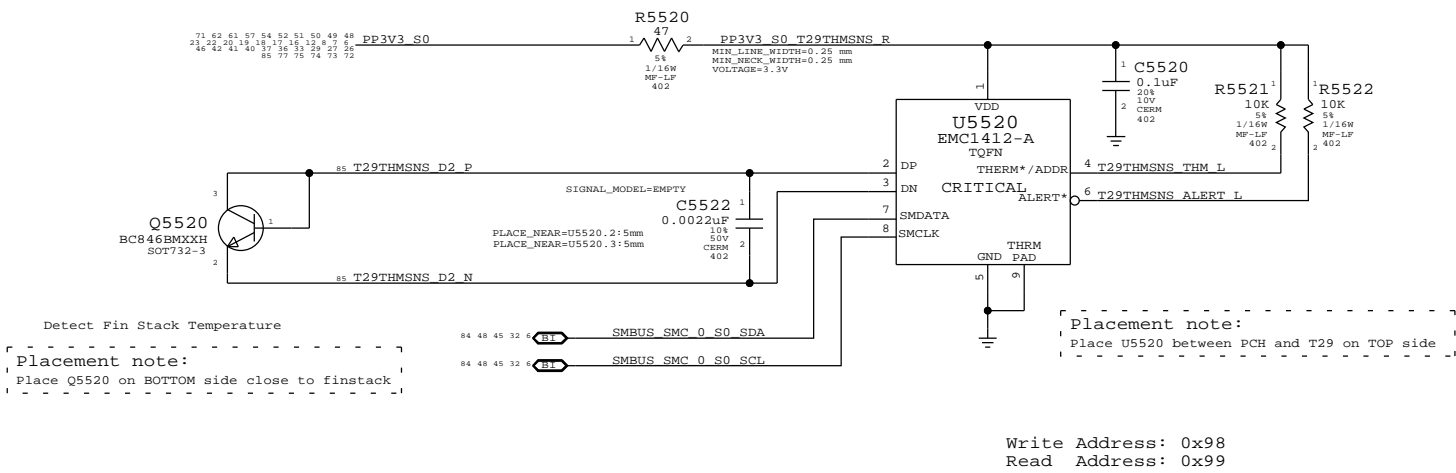 R5520
47
71 62 61 57 54 52 51 50 49 48
23 22 20 19 18 17 16 12 8 7 6
46 42 41 40 37 36 33 29 27 26
85 77 75 74 73 72
PP3V3_S0
1
2
PP3V3_S0_T29THMSNS_R
MIN_LINE_WIDTH=0.25 mm
MIN_NECK_WIDTH=0.25 mm
VOLTAGE=3.3V
5%
1/16W
MF-LF
402
1
C5520
0.1uF
20%
10V
CERM
402
2
R5521
10K
5%
1/16W
MF-LF
402
1
2
R5522
10K
5%
1/16W
MF-LF
402
1
2
1
VDD
U5520
EMC1412-A
TQFN
CRITICAL
2 DP
3 DN
7 SMDATA
8 SMCLK
THERM*/ADDR 4 T29THMSNS_THM_L
ALERT* 6 T29THMSNS_ALERT_L
GND
THRM
PAD
5
9
85 T29THMSNS_D2_P
SIGNAL_MODEL=EMPTY
C5522
0.0022uF
10%
50V
CERM
402
1
2
PLACE_NEAR=U5520.2:5mm
PLACE_NEAR=U5520.3:5mm
Q5520
BC846BMXXH
SOT732-3
3
1
2
85 T29THMSNS_D2_N
Detect Fin Stack Temperature
Placement note:
Place Q5520 on BOTTOM side close to finstack
84 48 45 32 6 BI SMBUS_SMC_0_S0_SDA
84 48 45 32 6 BI SMBUS_SMC_0_S0_SCL
Placement note:
Place U5520 between PCH and T29 on TOP side
Write Address: 0x98
Read Address: 0x99